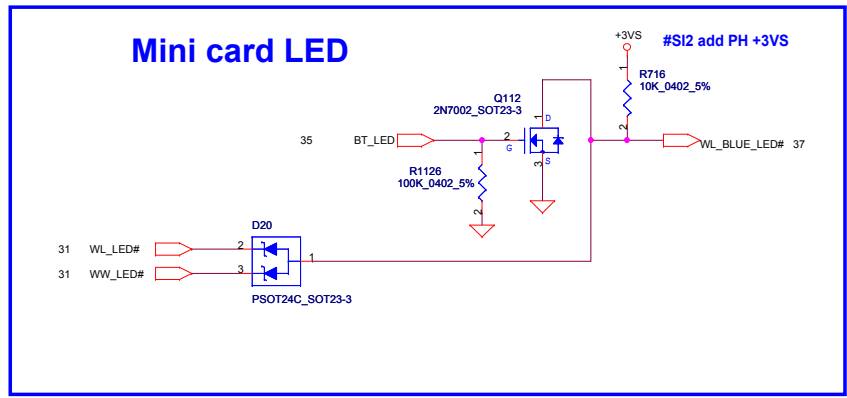 Mini card LED
+3VS
#SI2 add PH +3VS
1
R716
10K_0402_5%
2
Q112
2N7002_SOT23-3
1
D
35
BT_LED
2
G
3
S
WL_BLUE_LED# 37
1
R1126
100K_0402_5%
2
D20
31 WL_LED#
2
1
31 WW_LED#
3
PSOT24C_SOT23-3